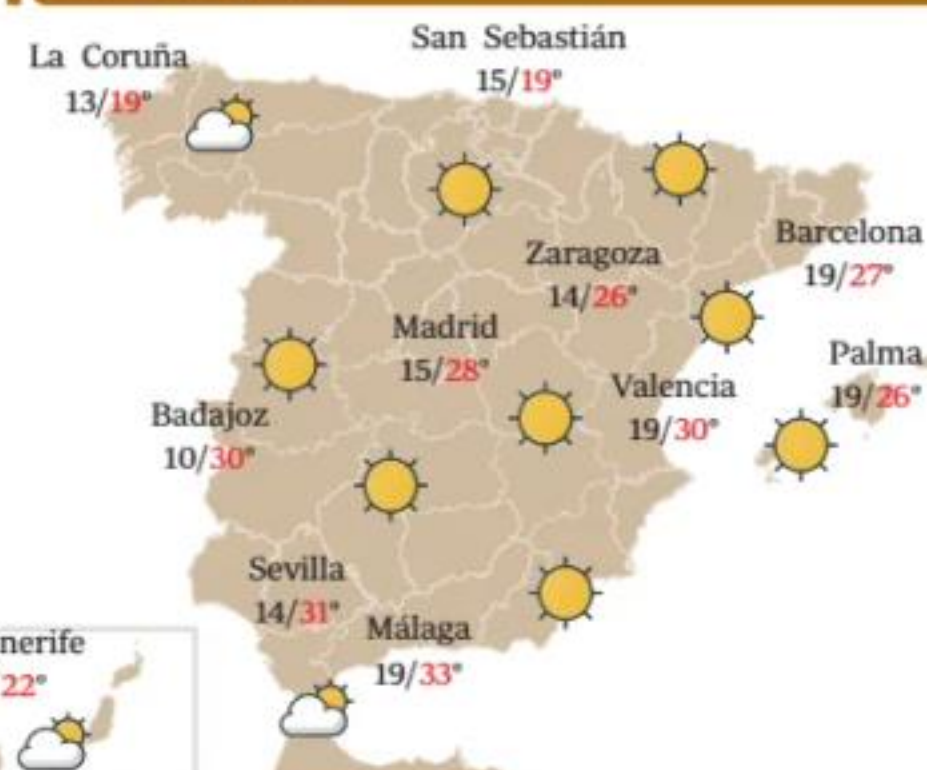 La Coruña
13/19°
San Sebastián
15/19°
Barcelona
19/27°
Zaragoza
14/26°
Madrid
15/28°
Palma
19/26°
Valencia
19/30°
Badajoz
10/30°
Sevilla
14/31°
Málaga
19/33°
nerife
22°